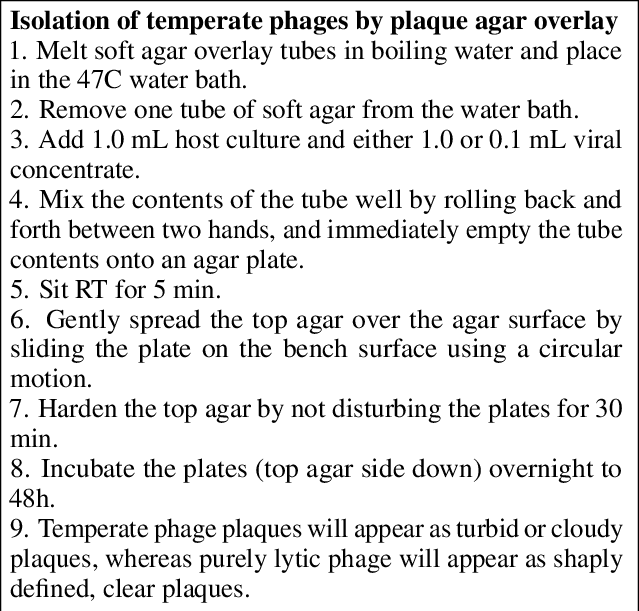 Isolation of temperate phages by plaque agar overlay
1. Melt soft agar overlay tubes in boiling water and place
in the 47C water bath.
2. Remove one tube of soft agar from the water bath.
3. Add 1.0 mL host culture and either 1.0 or 0.1 mL viral
concentrate.
4. Mix the contents of the tube well by rolling back and
forth between two hands, and immediately empty the tube
contents onto an agar plate.
5. Sit RT for 5 min.
6. Gently spread the top agar over the agar surface by
sliding the plate on the bench surface using a circular
motion.
7. Harden the top agar by not disturbing the plates for 30
min.
8. Incubate the plates (top agar side down) overnight to
48h.
9. Temperate phage plaques will appear as turbid or cloudy
plaques, whereas purely lytic phage will appear as shaply
defined, clear plaques.